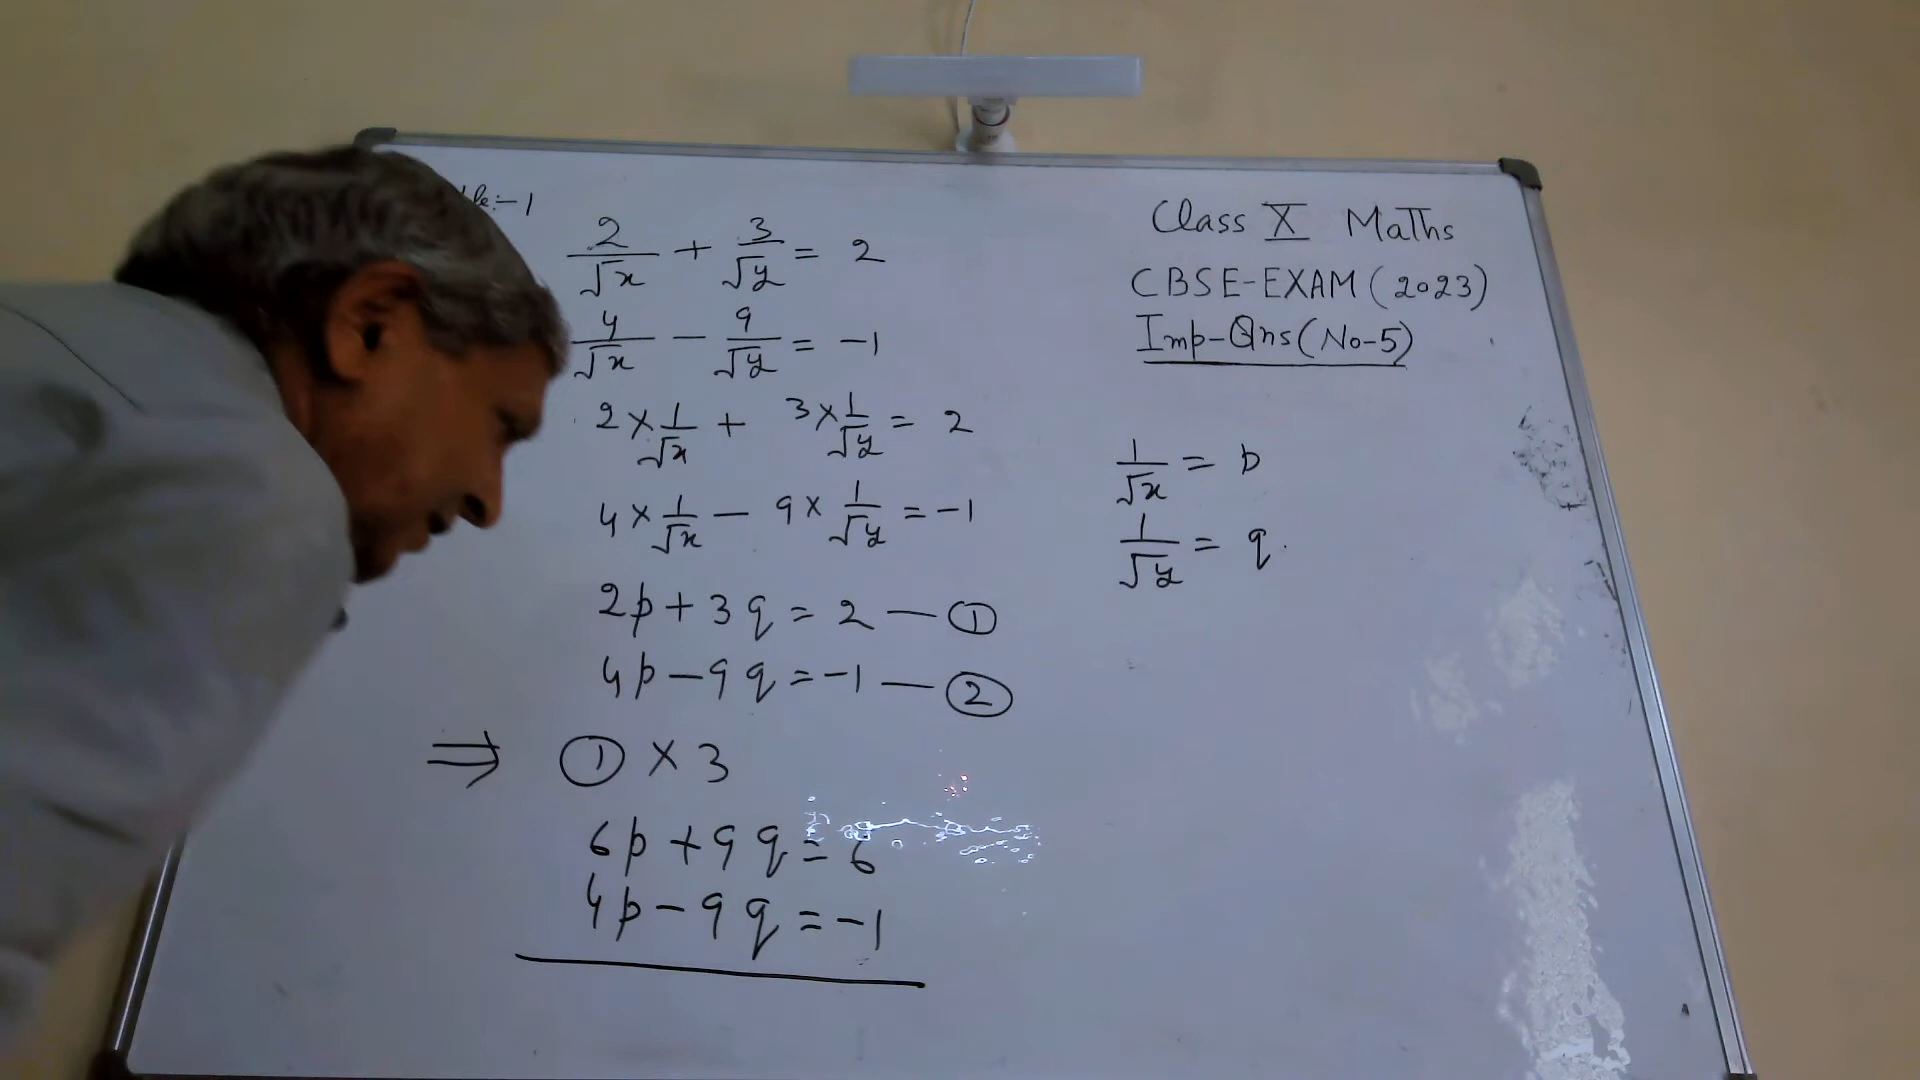 :-1
2/√x + 3/√y = 2
4/√x - 9/√y = -1
2 × 1/√x + 3 × 1/√y = 2
4 × 1/√x - 9 × 1/√y = -1
2p + 3q = 2 — ①
4p - 9q = -1 — ②
⇒ ① × 3
6p + 9q = 6
4p - 9q = -1
Class X Maths
CBSE-EXAM (2023)
Imp-Qns (No-5)
1/√x = p
1/√y = q.